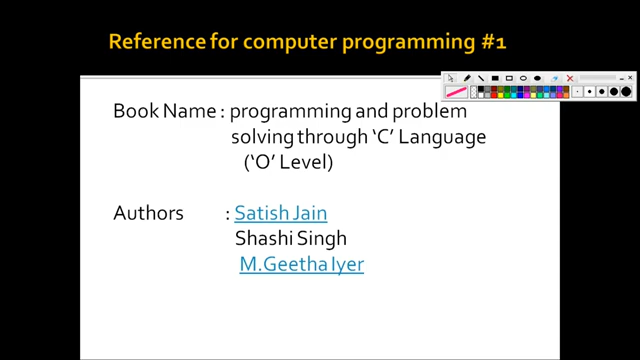 Reference for computer programming #1
Book Name : programming and problem
solving through ‘C’ Language
(‘O’ Level)
Authors : Satish Jain
Shashi Singh
M.Geetha Iyer